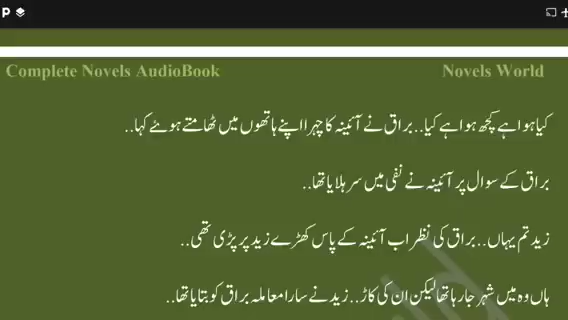 Complete Novels AudioBook Novels World
کیا ہوا ہے کچھ ہوا ہے کیا..براق نے آئینہ کا چہرا اپنے ہاتھوں میں تھامتے ہوئے کہا..
براق کے سوال پر آئینہ نے نفی میں سر ہلایا تھا..
زید تم یہاں..براق کی نظر اب آئینہ کے پاس کھڑے زید پر پڑی تھی..
ہاں وہ میں شہر جا رہا تھا لیکن ان کی کاڑ..زید نے سارا معاملہ براق کو بتایا تھا..